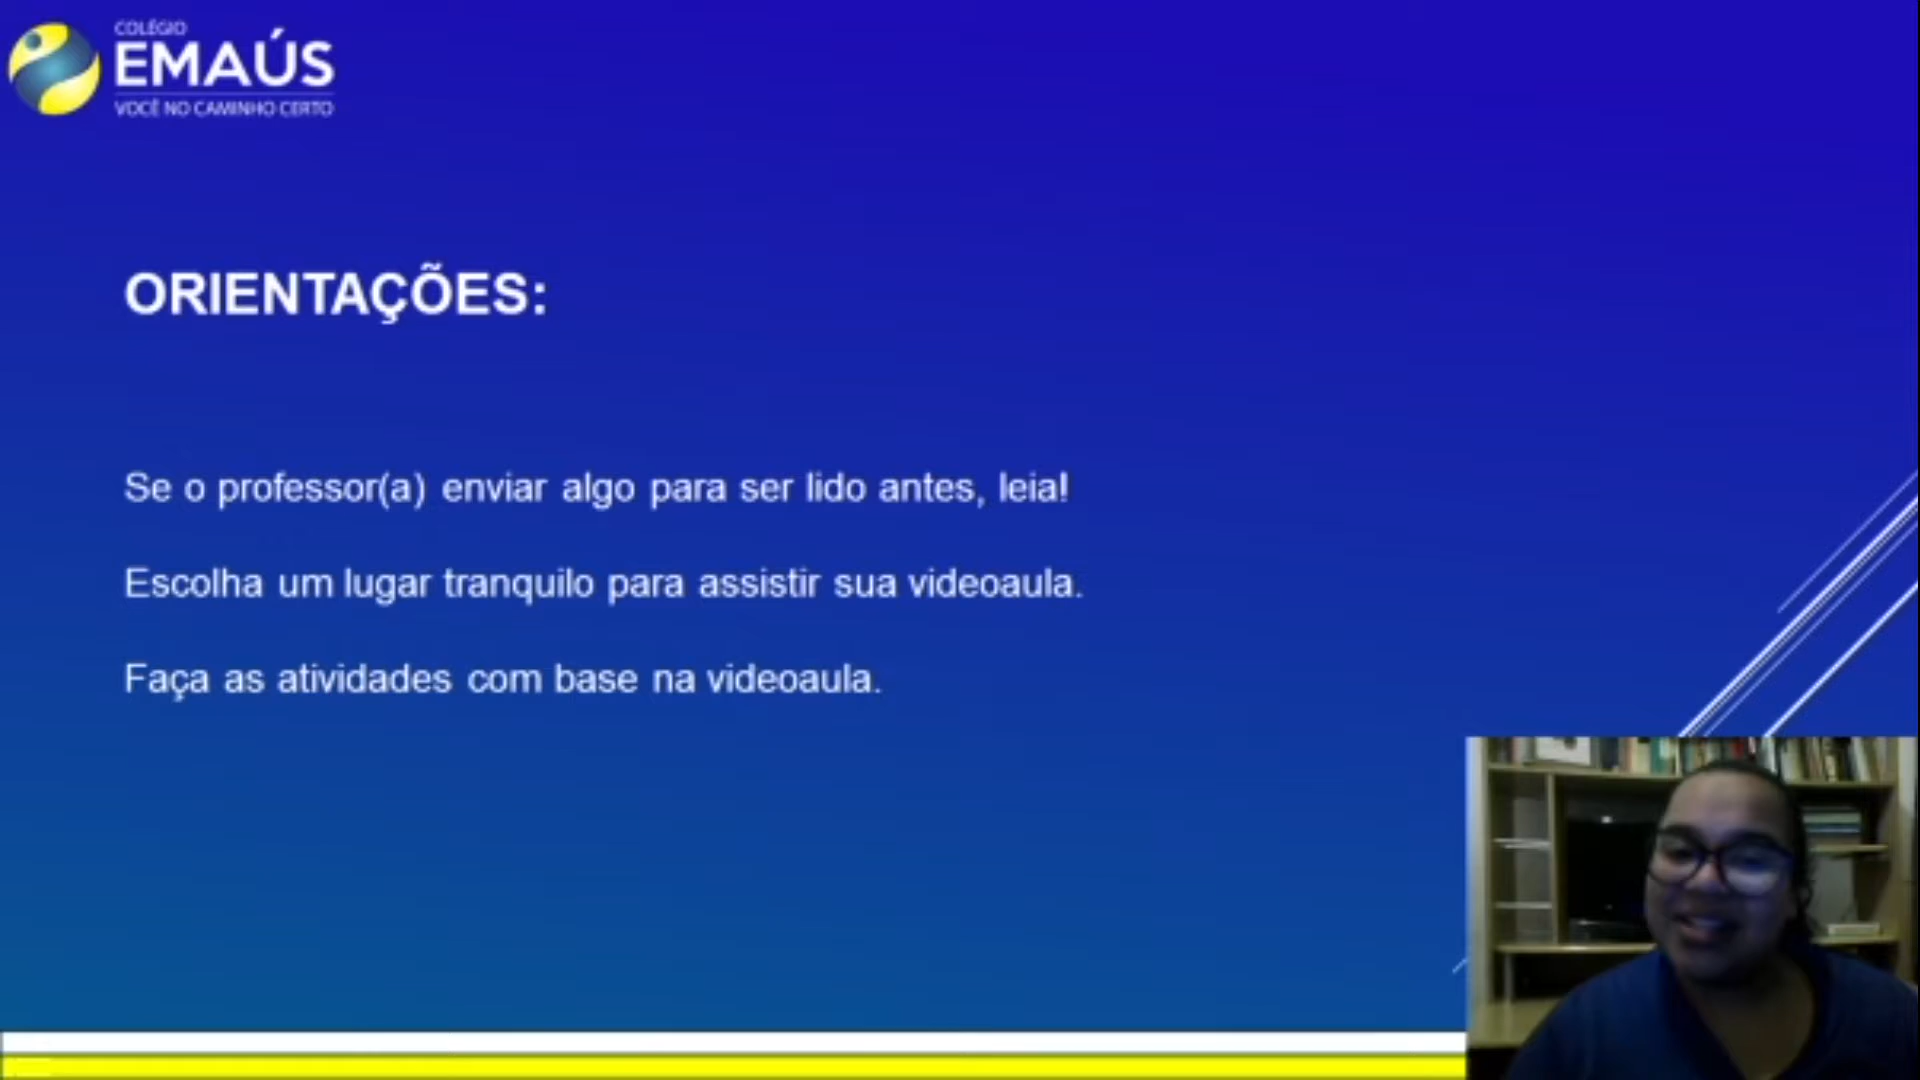 COLÉGIO
EMAÚS
VOCÊ NO CAMINHO CERTO
ORIENTAÇÕES:
Se o professor(a) enviar algo para ser lido antes, leia!
Escolha um lugar tranquilo para assistir sua videoaula.
Faça as atividades com base na videoaula.